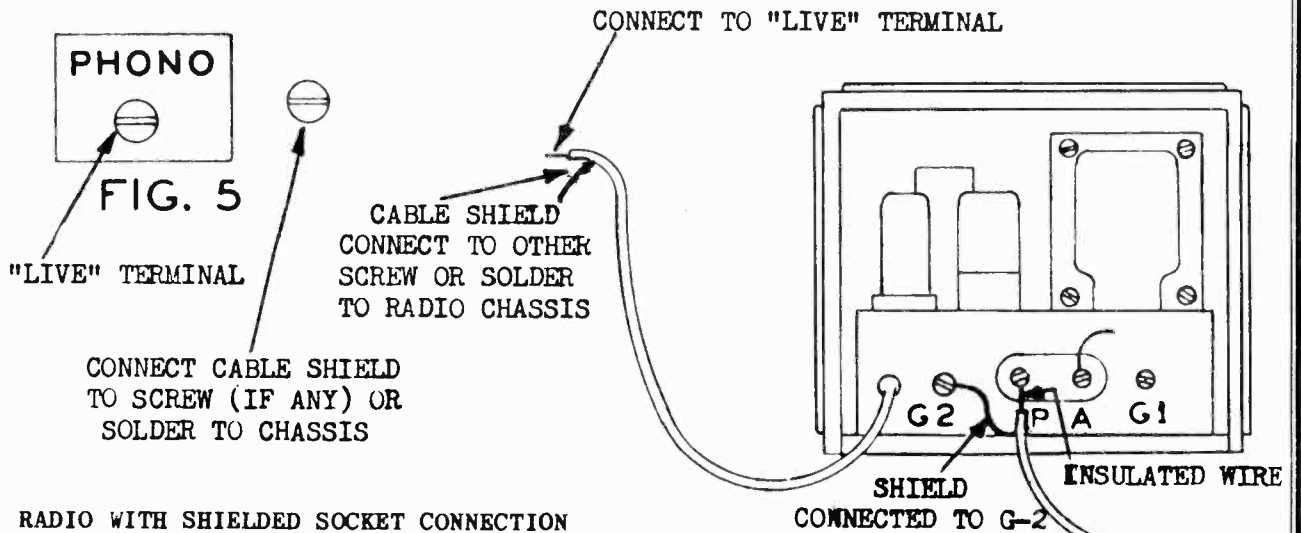 CONNECT TO "LIVE" TERMINAL
PHONO
FIG. 5
"LIVE" TERMINAL
CABLE SHIELD
CONNECT TO OTHER
SCREW OR SOLDER
TO RADIO CHASSIS
CONNECT CABLE SHIELD
TO SCREW (IF ANY) OR
SOLDER TO CHASSIS
G2 P A G1
INSULATED WIRE
SHIELD
CONNECTED TO G-2
RADIO WITH SHIELDED SOCKET CONNECTION